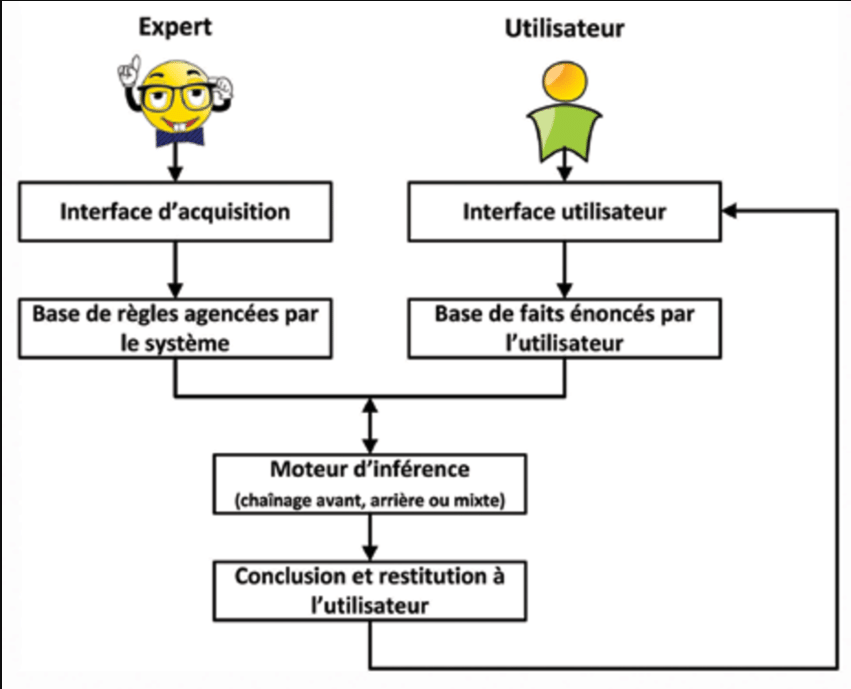 Expert
Utilisateur
Interface d'acquisition
Interface utilisateur
Base de règles agencées par
le système
Base de faits énoncés par
l'utilisateur
Moteur d'inférence
(chaînage avant, arrière ou mixte)
Conclusion et restitution à
l'utilisateur